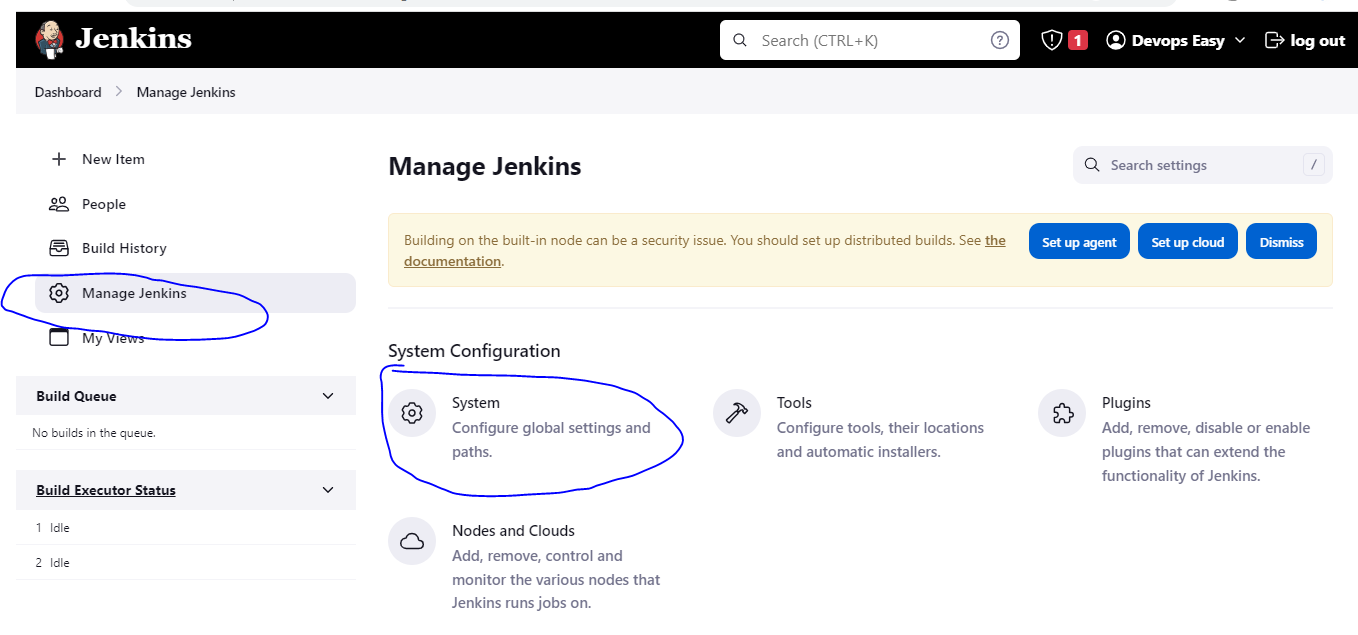 Jenkins
Search (CTRL+K)
?
1
Devops Easy
log out
Dashboard > Manage Jenkins
New Item
People
Build History
Manage Jenkins
My Views
Build Queue
No builds in the queue.
Build Executor Status
1 Idle
2 Idle
Manage Jenkins
Search settings
/
Building on the built-in node can be a security issue. You should set up distributed builds. See the
documentation.
Set up agent
Set up cloud
Dismiss
System Configuration
System
Configure global settings and
paths.
Tools
Configure tools, their locations
and automatic installers.
Plugins
Add, remove, disable or enable
plugins that can extend the
functionality of Jenkins.
Nodes and Clouds
Add, remove, control and
monitor the various nodes that
Jenkins runs jobs on.